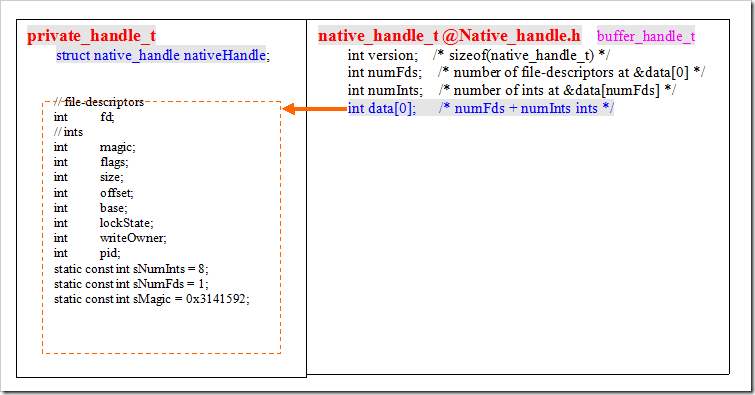 private_handle_t
struct native_handle nativeHandle;
// file-descriptors
int fd;
// ints
int magic;
int flags;
int size;
int offset;
int base;
int lockState;
int writeOwner;
int pid;
static const int sNumInts = 8;
static const int sNumFds = 1;
static const int sMagic = 0x3141592;
native_handle_t @Native_handle.h buffer_handle_t
int version; /* sizeof(native_handle_t) */
int numFds; /* number of file-descriptors at &data[0] */
int numInts; /* number of ints at &data[numFds] */
int data[0]; /* numFds + numInts ints */